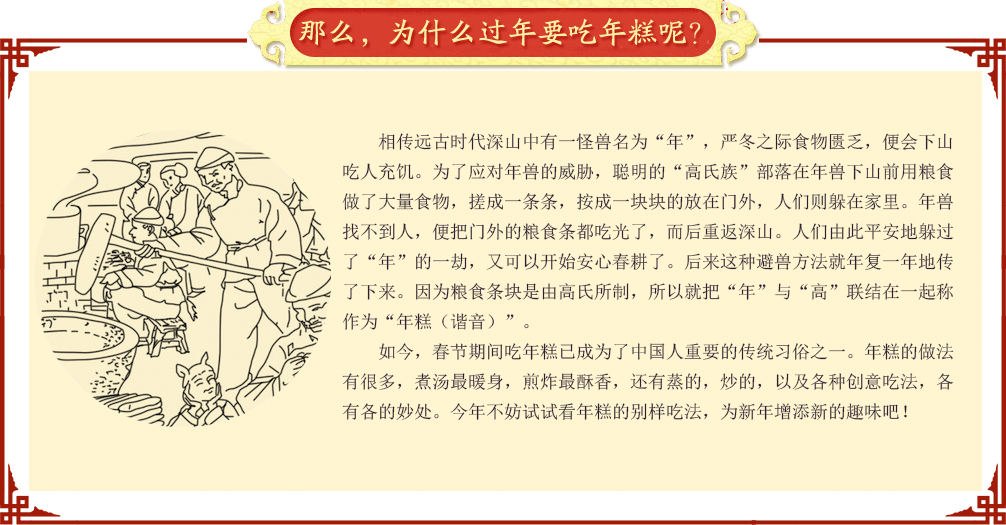 那么，为什么过年要吃年糕呢？
相传远古时代深山中有一怪兽名为“年”，严冬之际食物匮乏，便会下山
吃人充饥。为了应对年兽的威胁，聪明的“高氏族”部落在年兽下山前用粮食
做了大量食物，搓成一条条，按成一块块的放在门外，人们则躲在家里。年兽
找不到人，便把门外的粮食条都吃光了，而后重返深山。人们由此平安地躲过
了“年”的一劫，又可以开始安心春耕了。后来这种避兽方法就年复一年地传
了下来。因为粮食条块是由高氏所制，所以就把“年”与“高”联结在一起称
作为“年糕（谐音）”。
如今，春节期间吃年糕已成为了中国人重要的传统习俗之一。年糕的做法
有很多，煮汤最暖身，煎炸最酥香，还有蒸的，炒的，以及各种创意吃法，各
有各的妙处。今年不妨试试看年糕的别样吃法，为新年增添新的趣味吧！